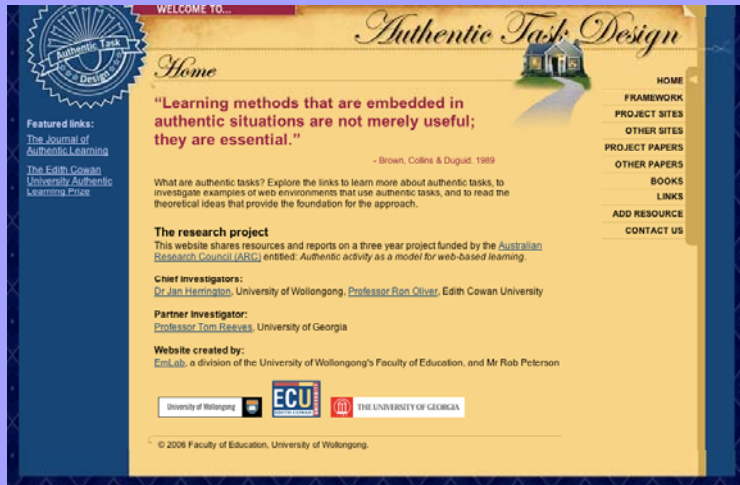 WELCOME TO...
Authentic Task Design
Authentic Task
Design
Home
Featured links:
The Journal of
Authentic Learning
The Edith Cowan
University Authentic
Learning Prize
“Learning methods that are embedded in
authentic situations are not merely useful;
they are essential.”
- Brown, Collins & Duguid. 1989
What are authentic tasks? Explore the links to learn more about authentic tasks, to
investigate examples of web environments that use authentic tasks, and to read the
theoretical ideas that provide the foundation for the approach.
The research project
This website shares resources and reports on a three year project funded by the Australian
Research Council (ARC) entitled: Authentic activity as a model for web-based learning.
Chief Investigators:
Dr Jan Herrington, University of Wollongong, Professor Ron Oliver, Edith Cowan University
Partner Investigator:
Professor Tom Reeves, University of Georgia
Website created by:
EmLab, a division of the University of Wollongong's Faculty of Education, and Mr Rob Peterson
University of Wollongong
ECU
EDITH COWAN
UNIVERSITY
THE UNIVERSITY OF GEORGIA
© 2006 Faculty of Education, University of Wollongong.
HOME
FRAMEWORK
PROJECT SITES
OTHER SITES
PROJECT PAPERS
OTHER PAPERS
BOOKS
LINKS
ADD RESOURCE
CONTACT US